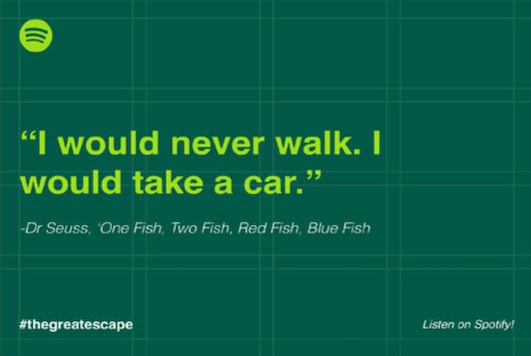 “I would never walk. I
would take a car.”
-Dr Seuss, ‘One Fish, Two Fish, Red Fish, Blue Fish
#thegreatescape
Listen on Spotify!